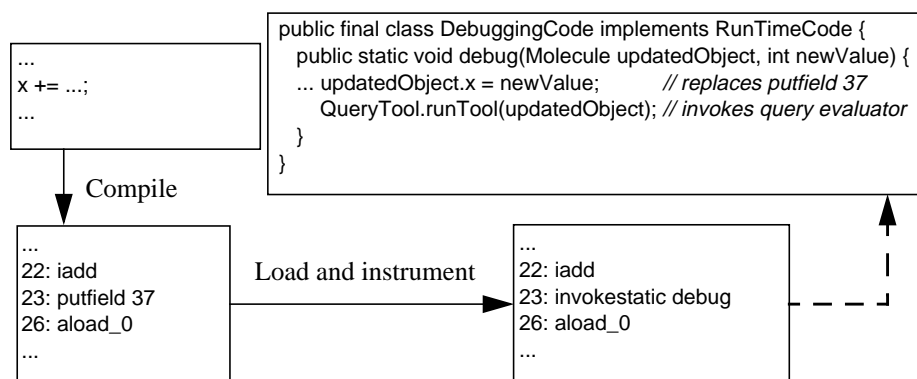 ...
x += ...;
...
public final class DebuggingCode implements RunTimeCode {
public static void debug(Molecule updatedObject, int newValue) {
... updatedObject.x = newValue; // replaces putfield 37
QueryTool.runTool(updatedObject); // invokes query evaluator
}
}
Compile
...
22: iadd
23: putfield 37
26: aload_0
...
Load and instrument
...
22: iadd
23: invokestatic debug
26: aload_0
...